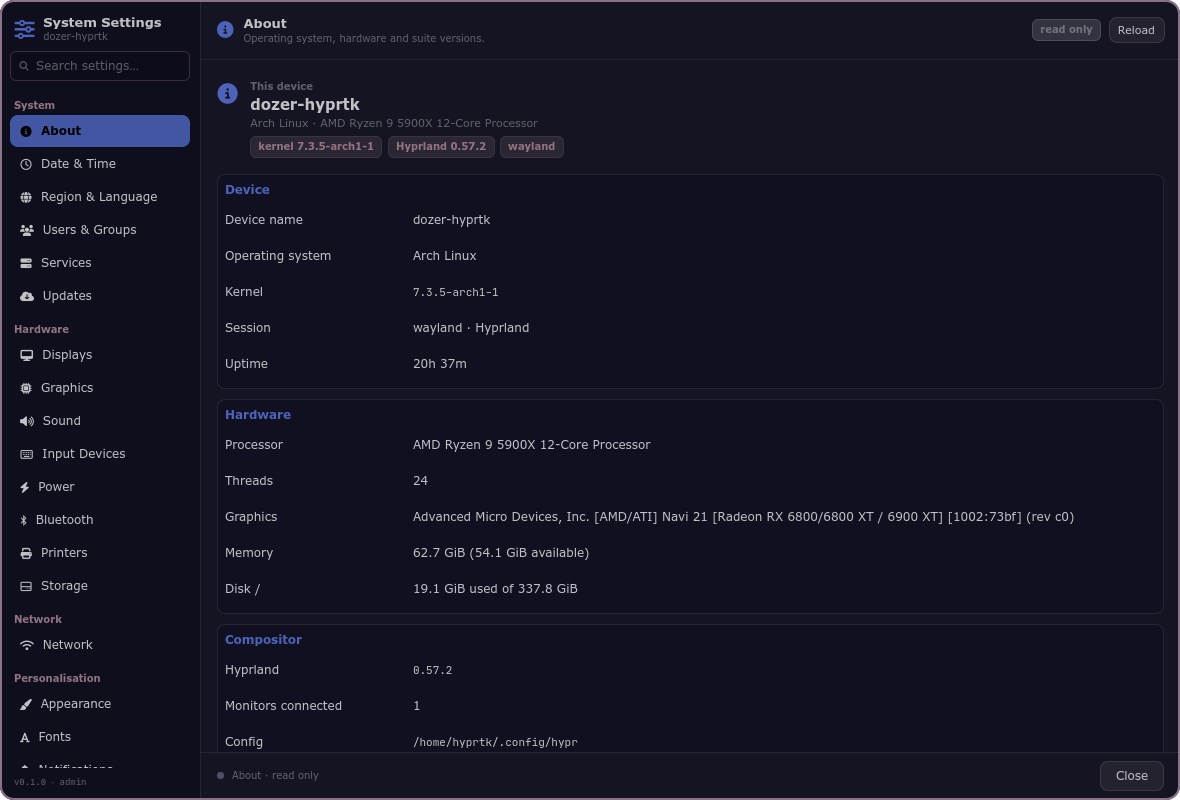 System Settings
dozer-hyprtk
Search settings...
System
About
Date & Time
Region & Language
Users & Groups
Services
Updates
Hardware
Displays
Graphics
Sound
Input Devices
Power
Bluetooth
Printers
Storage
Network
Network
Personalisation
Appearance
Fonts
Notifications
v0.1.0 · admin
About
Operating system, hardware and suite versions.
read only
Reload
This device
dozer-hyprtk
Arch Linux · AMD Ryzen 9 5900X 12-Core Processor
kernel 7.3.5-arch1-1
Hyprland 0.57.2
wayland
Device
Device name dozer-hyprtk
Operating system Arch Linux
Kernel 7.3.5-arch1-1
Session wayland · Hyprland
Uptime 20h 37m
Hardware
Processor AMD Ryzen 9 5900X 12-Core Processor
Threads 24
Graphics Advanced Micro Devices, Inc. [AMD/ATI] Navi 21 [Radeon RX 6800/6800 XT / 6900 XT] [1002:73bf] (rev c0)
Memory 62.7 GiB (54.1 GiB available)
Disk / 19.1 GiB used of 337.8 GiB
Compositor
Hyprland 0.57.2
Monitors connected 1
Config /home/hyprtk/.config/hypr
About · read only
Close